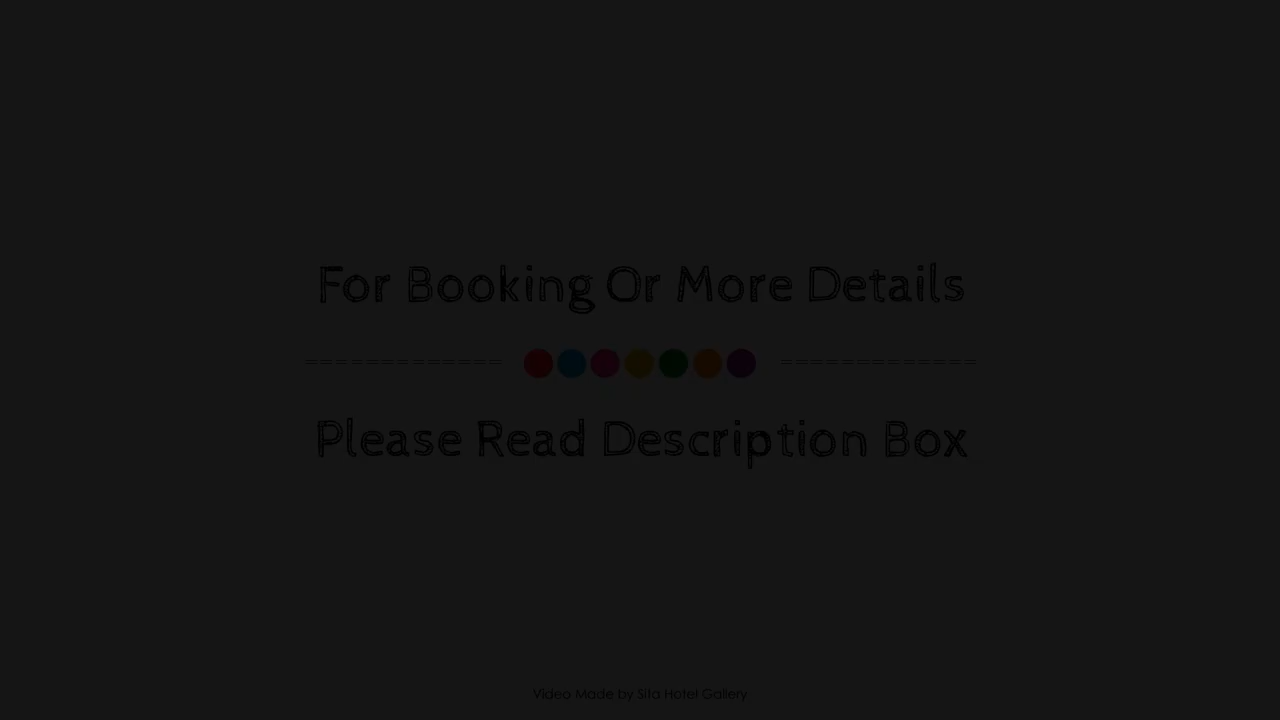 For Booking Or More Details
============= =============
Please Read Description Box
Video Made by Sita Hotel Gallery